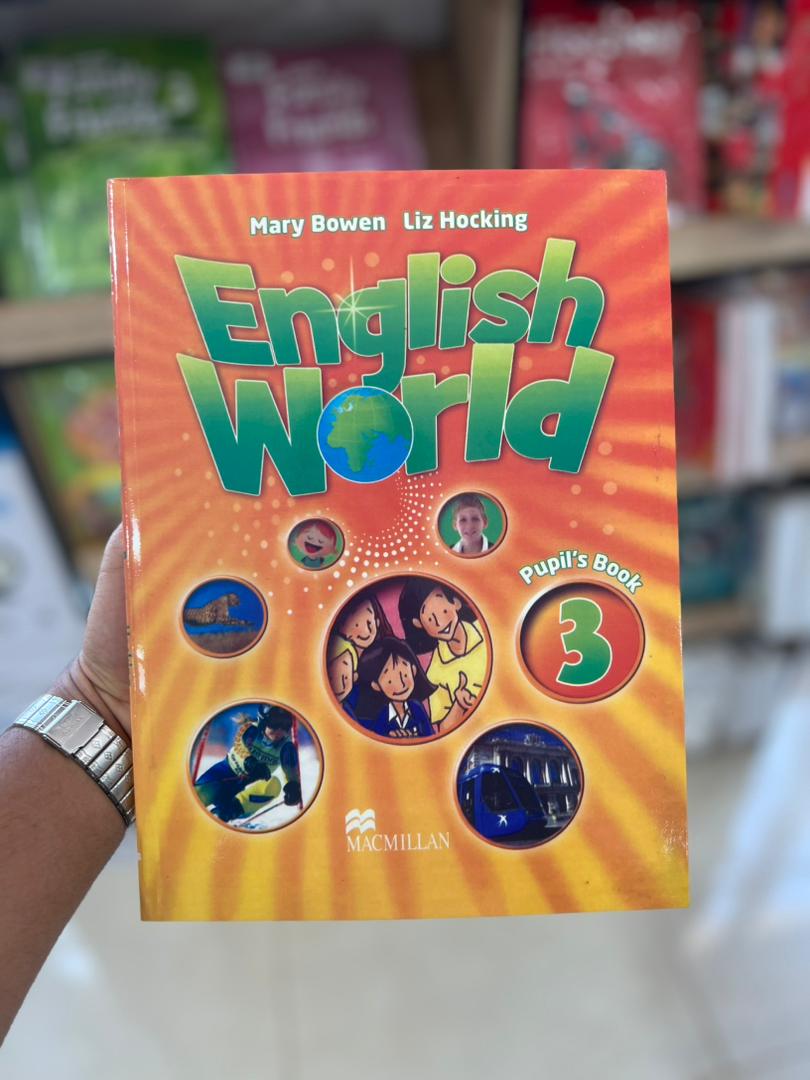 Mary Bowen Liz Hocking
English
World
Pupil's Book
3
MACMILLAN